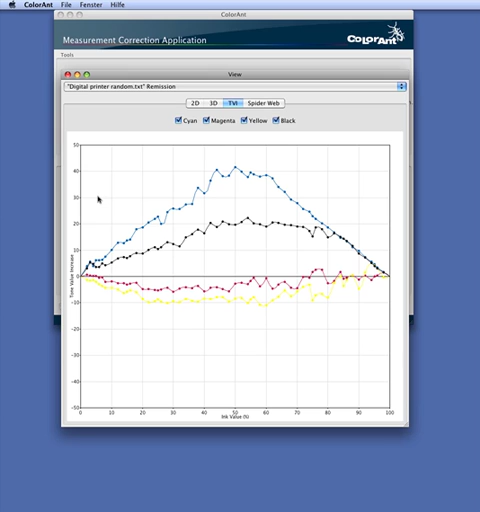 ColorAnt File Fenster Hilfe
ColorAnt
Measurement Correction Application
ColorAnt
Tools
View
"Digital printer random.txt" Remission
2D 3D TVI Spider Web
Cyan Magenta Yellow Black
50
40
30
20
10
0
-10
-20
-30
-40
-50
Tone Value Increase
0 10 20 30 40 50 60 70 80 90 100
Ink Value (%)